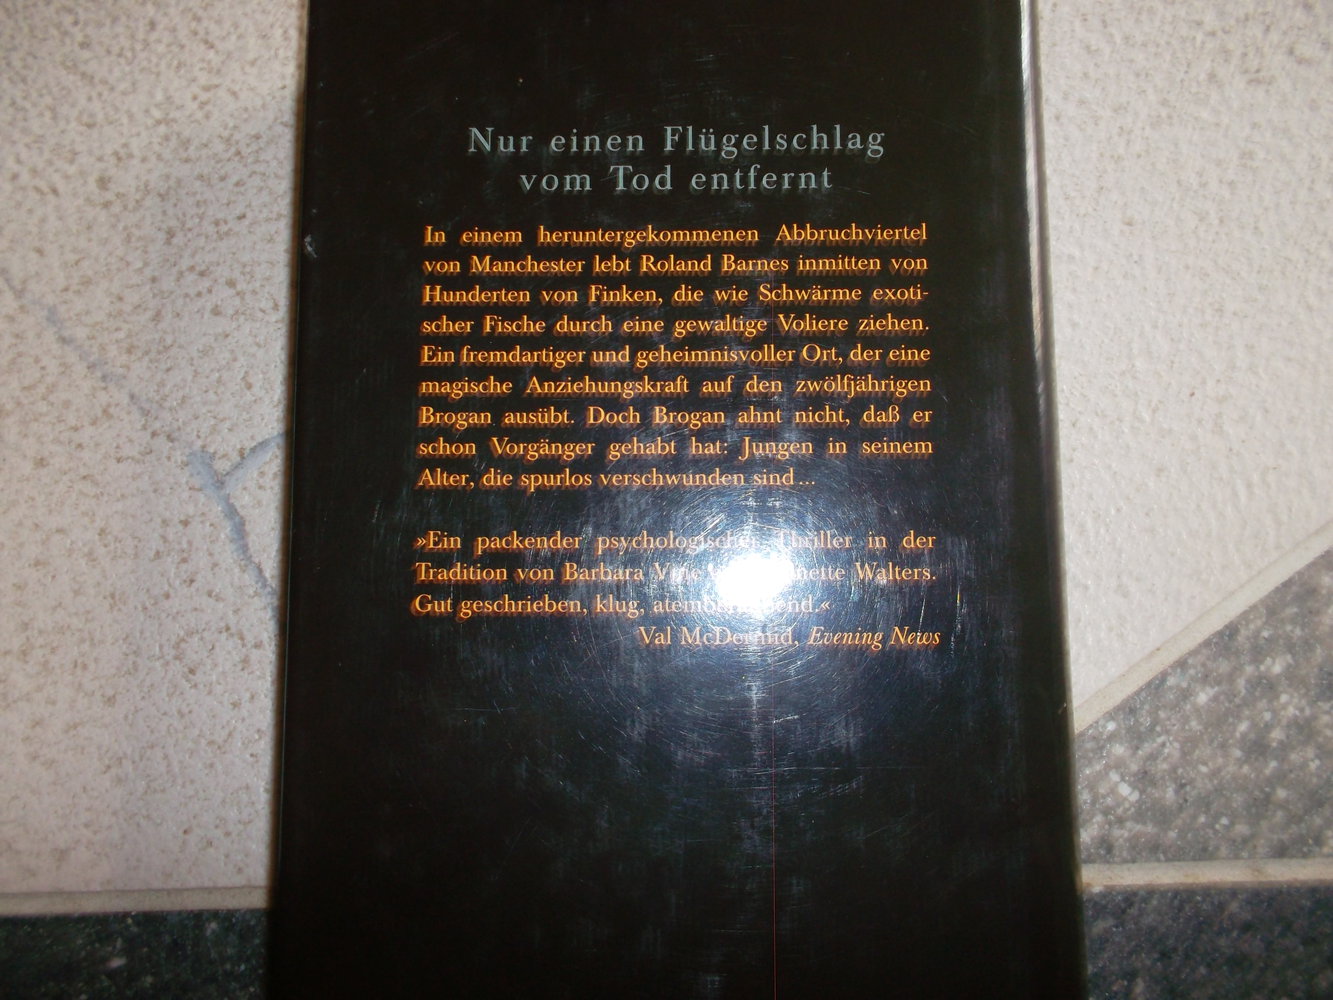 Nur einen Flügelschlag
vom Tod entfernt
In einem heruntergekommenen Abbruchviertel
von Manchester lebt Roland Barnes inmitten von
Hunderten von Finken, die wie Schwärme exoti-
scher Fische durch eine gewaltige Voliere ziehen.
Ein fremdartiger und geheimnisvoller Ort, der eine
magische Anziehungskraft auf den zwölfjährigen
Brogan ausübt. Doch Brogan ahnt nicht, daß er
schon Vorgänger gehabt hat: Jungen in seinem
Alter, die spurlos verschwunden sind ...
»Ein packender psychologischer Thriller in der
Tradition von Barbara Walters.
Gut geschrieben, klug,
Val McDermid, Evening News